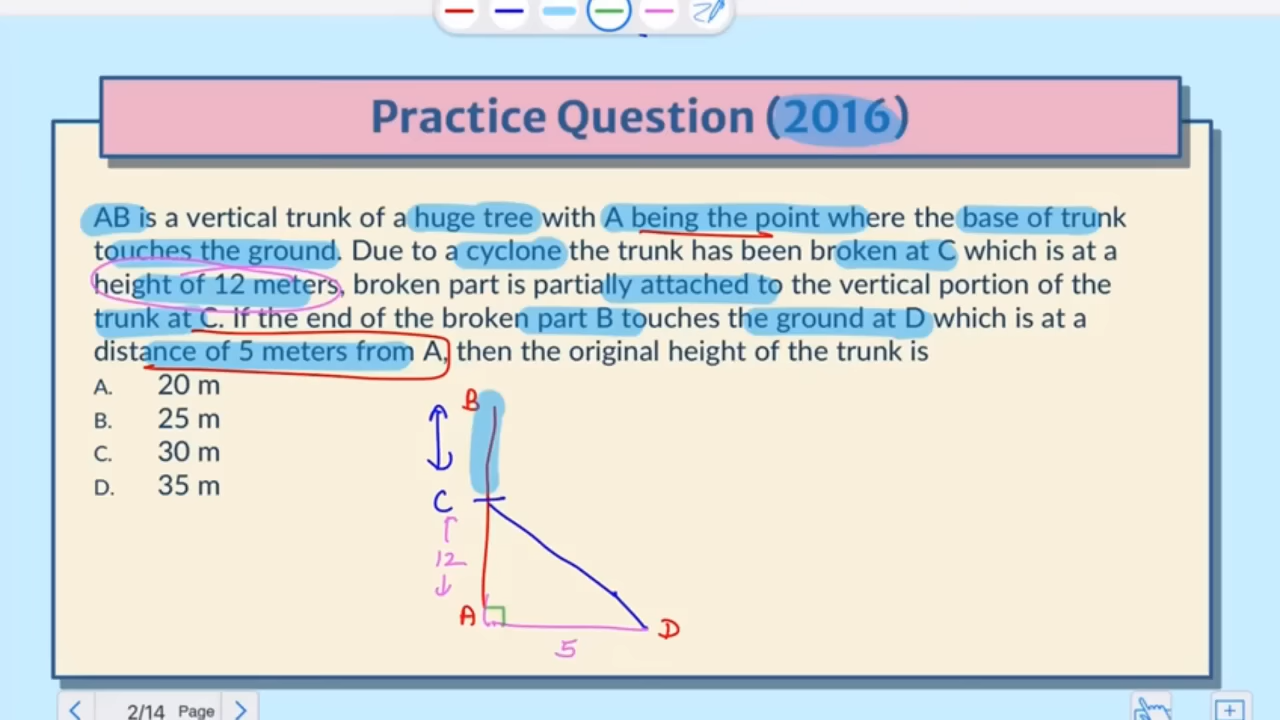 Practice Question (2016)
AB is a vertical trunk of a huge tree with A being the point where the base of trunk
touches the ground. Due to a cyclone the trunk has been broken at C which is at a
height of 12 meters, broken part is partially attached to the vertical portion of the
trunk at C. If the end of the broken part B touches the ground at D which is at a
distance of 5 meters from A, then the original height of the trunk is
A. 20 m
B. 25 m
C. 30 m
D. 35 m
B
C
12
A
D
5
2/14 Page